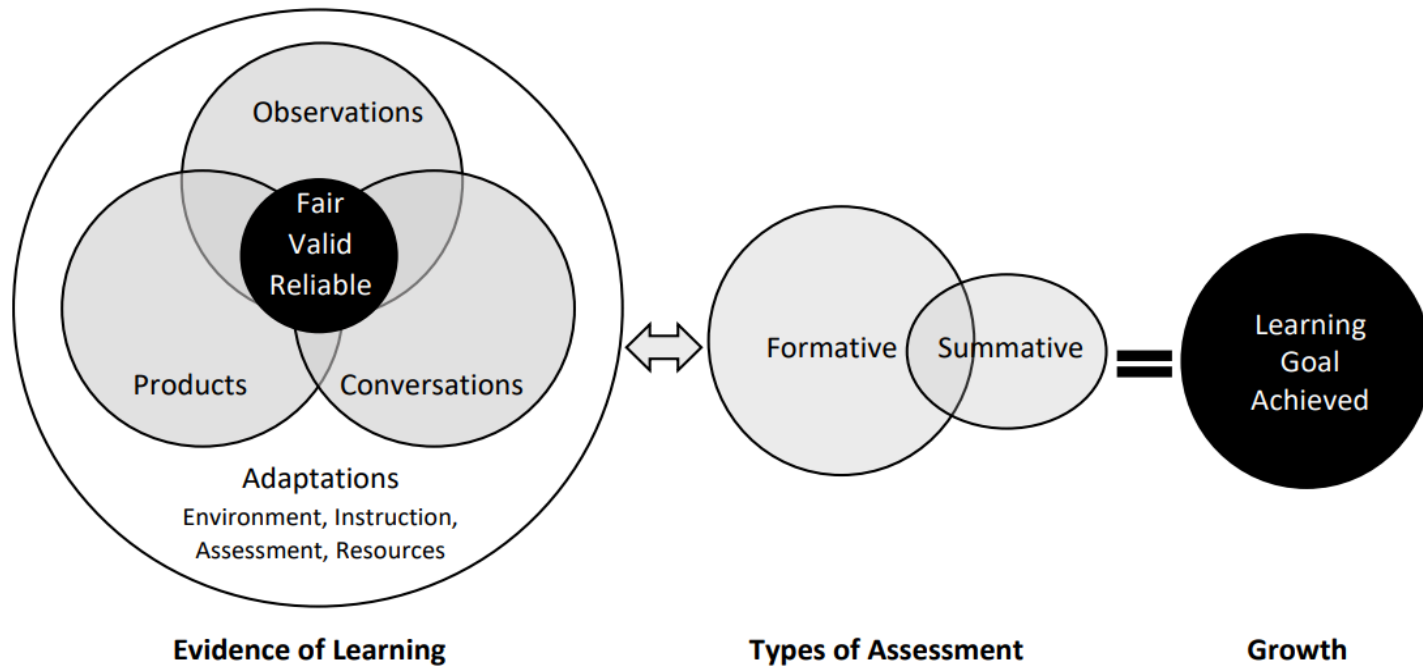 Observations
Fair
Valid
Reliable
Products
Conversations
Adaptations
Environment, Instruction,
Assessment, Resources
Formative
Summative
Learning
Goal
Achieved
Evidence of Learning
Types of Assessment
Growth